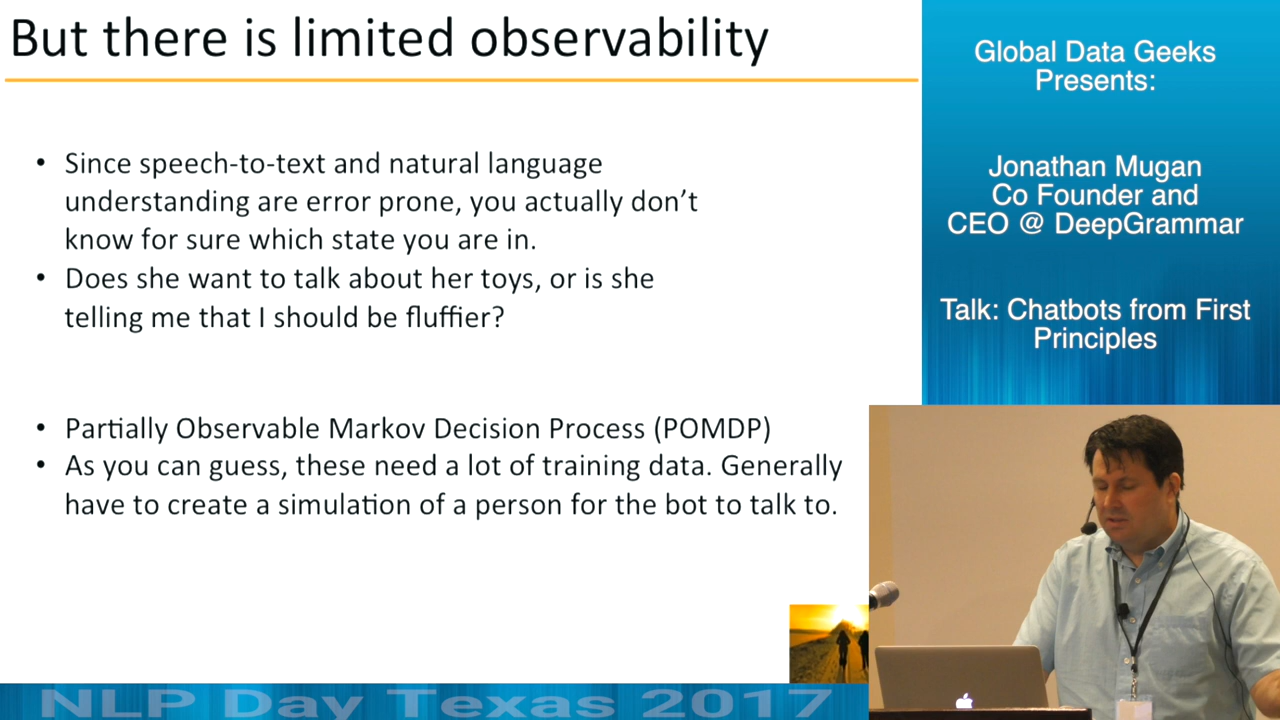 But there is limited observability
• Since speech-to-text and natural language
understanding are error prone, you actually don’t
know for sure which state you are in.
• Does she want to talk about her toys, or is she
telling me that I should be fluffier?
• Partially Observable Markov Decision Process (POMDP)
• As you can guess, these need a lot of training data. Generally
have to create a simulation of a person for the bot to talk to.
Global Data Geeks
Presents:
Jonathan Mugan
Co Founder and
CEO @ DeepGrammar
Talk: Chatbots from First
Principles
NLP Day Texas 2017